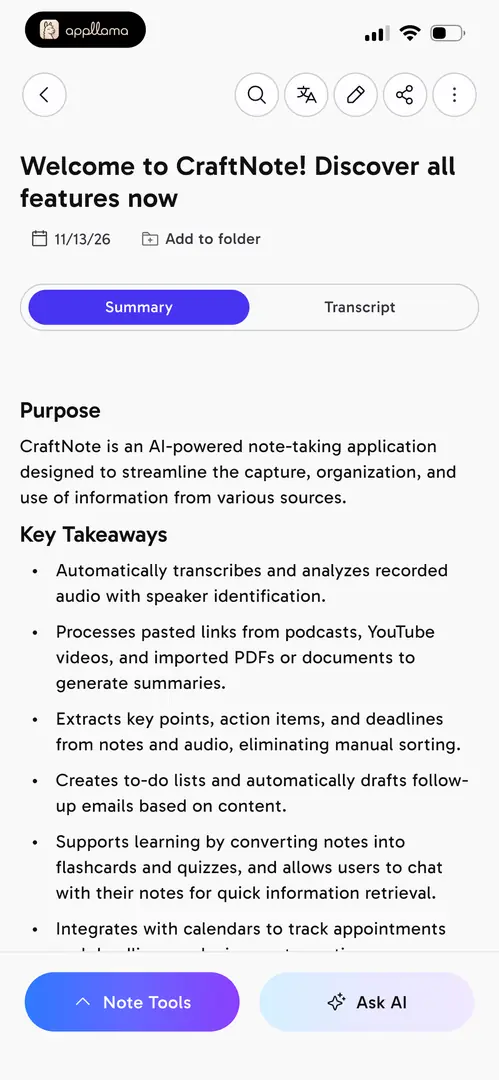 appllama
Welcome to CraftNote! Discover all
features now
11/13/26 Add to folder
Summary Transcript
Purpose
CraftNote is an AI-powered note-taking application
designed to streamline the capture, organization, and
use of information from various sources.
Key Takeaways
• Automatically transcribes and analyzes recorded
audio with speaker identification.
• Processes pasted links from podcasts, YouTube
videos, and imported PDFs or documents to
generate summaries.
• Extracts key points, action items, and deadlines
from notes and audio, eliminating manual sorting.
• Creates to-do lists and automatically drafts follow-
up emails based on content.
• Supports learning by converting notes into
flashcards and quizzes, and allows users to chat
with their notes for quick information retrieval.
• Integrates with calendars to track appointments
Note Tools Ask AI